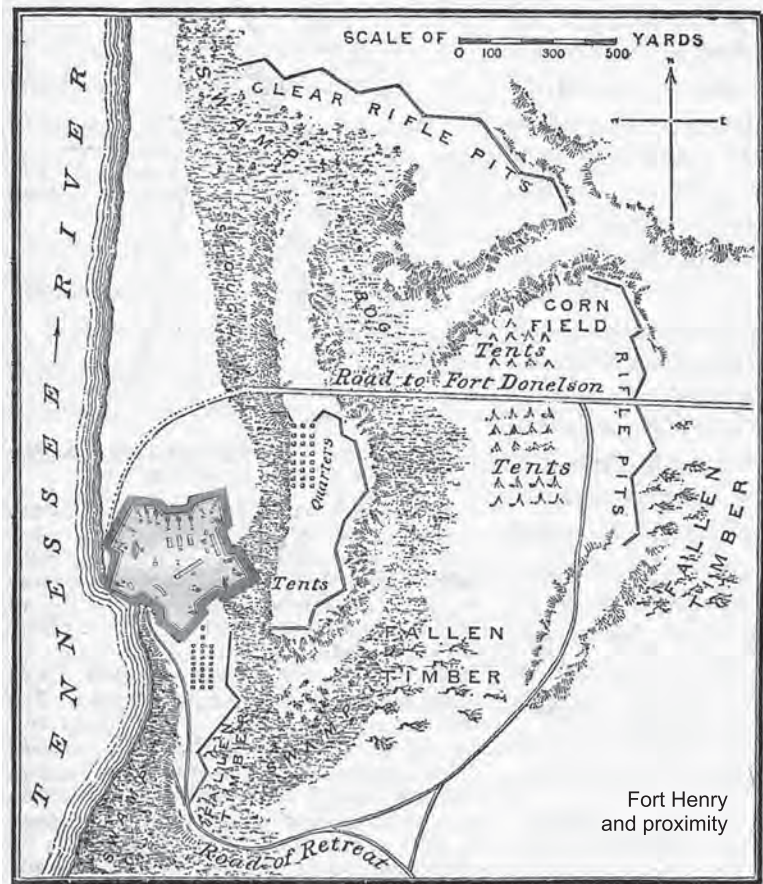 SCALE OF 0 100 300 500 YARDS
N
W E
CLEAR RIFLE PITS
SWAMP
SLOUGH
BOG
TENNESSEE RIVER
CORN
FIELD
Tents
Road to Fort Donelson
RIFLE PITS
Quarters
Tents
FALLEN
TIMBER
Tents
FALLEN
TIMBER
FALLEN
TIMBER
SWAMP
SWAMP
Road of Retreat
Fort Henry
and proximity